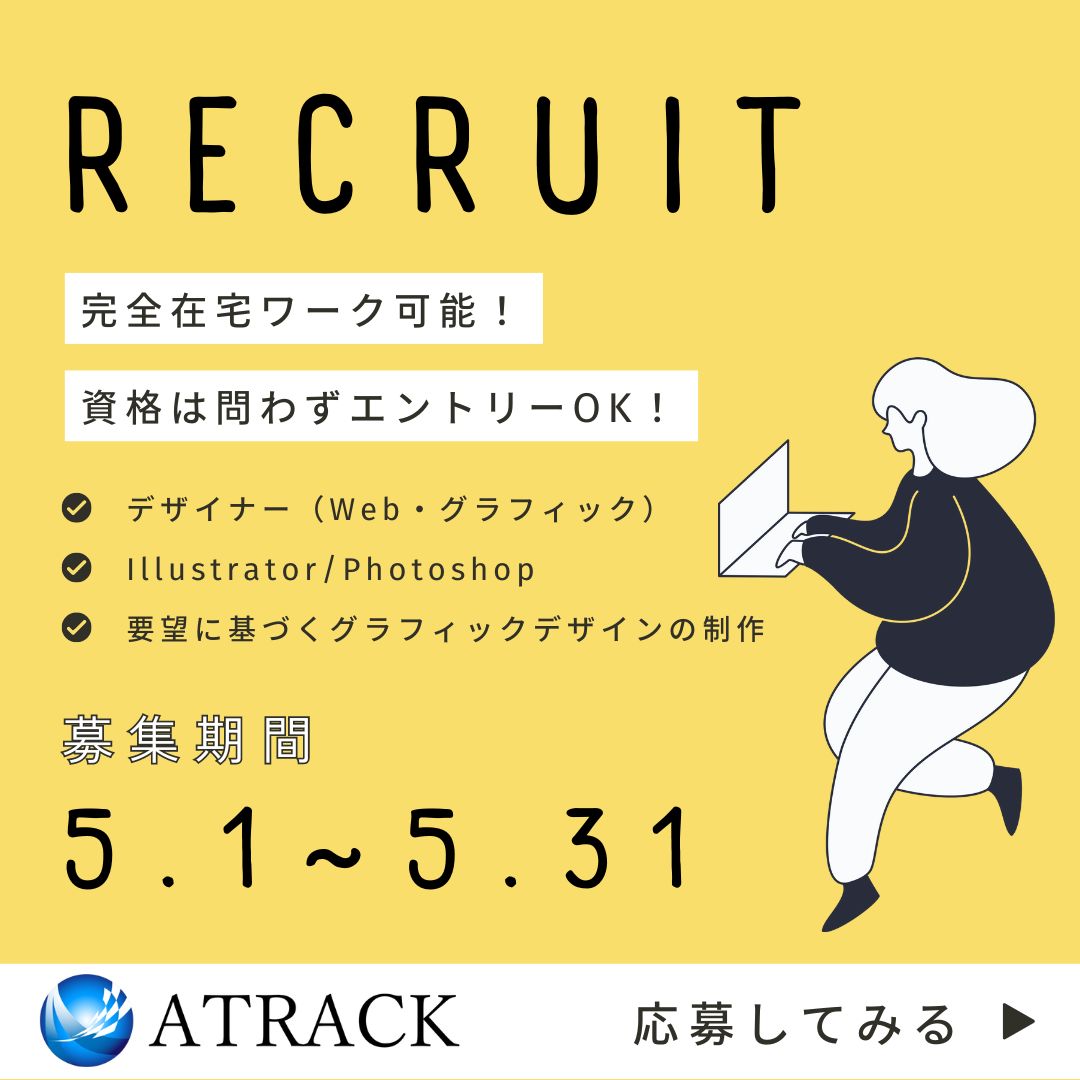 RECRUIT
完全在宅ワーク可能！
資格は問わずエントリーOK！
デザイナー（Web・グラフィック）
Illustrator/Photoshop
要望に基づくグラフィックデザインの制作
募集期間
5.1~5.31
ATRACK
応募してみる ▶